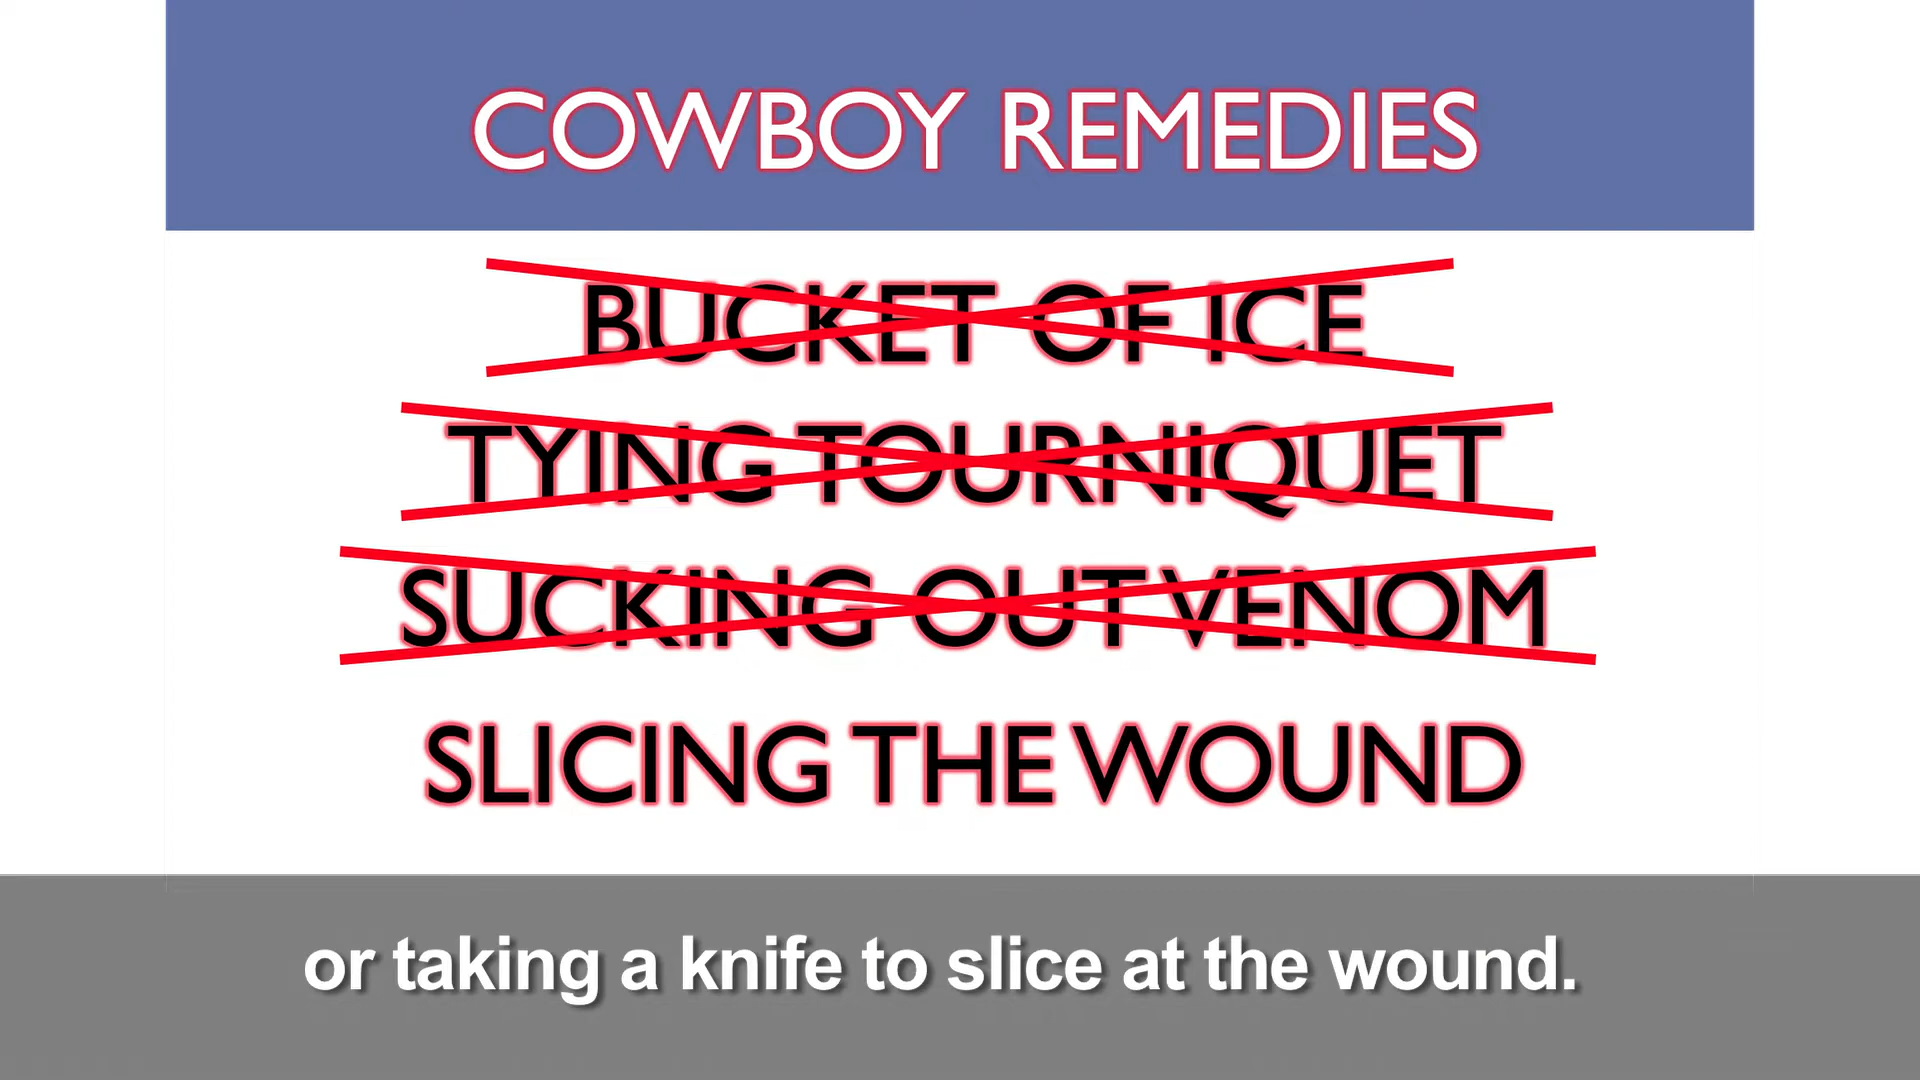 COWBOY REMEDIES
BUCKET OF ICE
TYING TOURNIQUET
SUCKING OUT VENOM
SLICING THE WOUND
or taking a knife to slice at the wound.